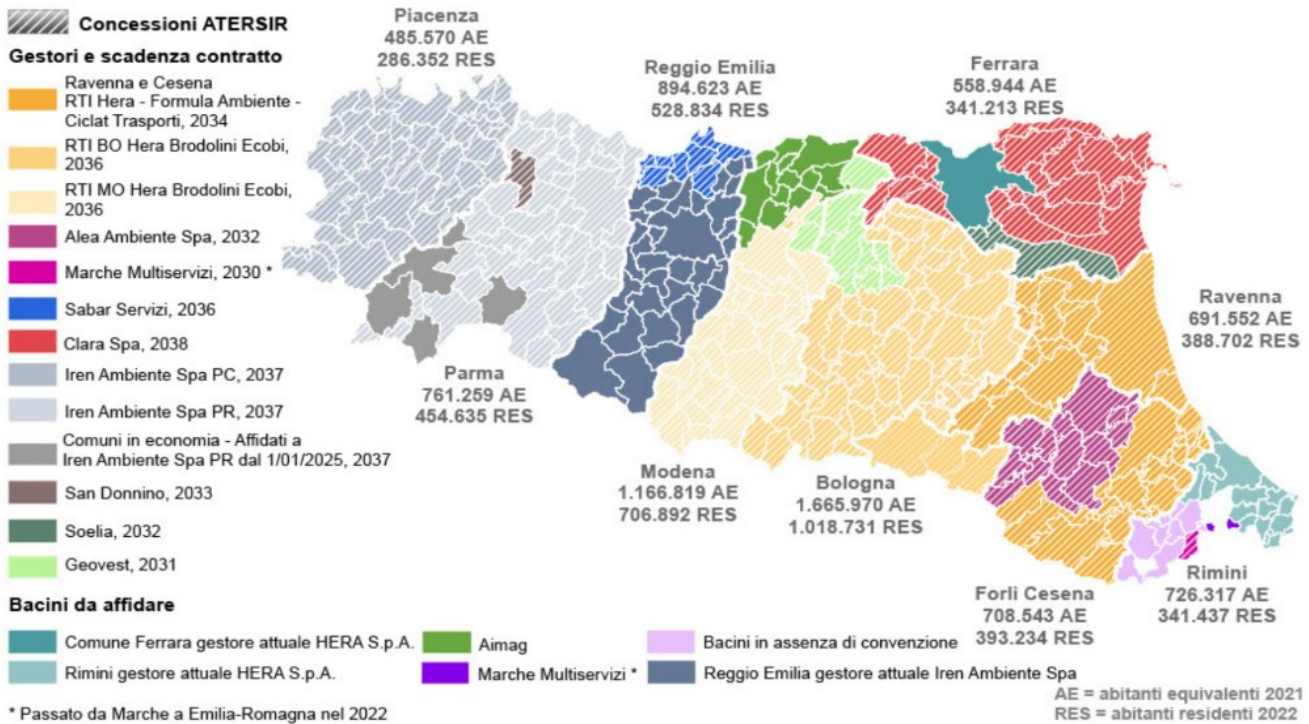 Concessioni ATERSIR
Gestori e scadenza contratto
Ravenna e Cesena
RTI Hera - Formula Ambiente -
Ciclat Trasporti, 2034
RTI BO Hera Brodolini Ecobi,
2036
RTI MO Hera Brodolini Ecobi,
2036
Alea Ambiente Spa, 2032
Marche Multiservizi, 2030 *
Sabar Servizi, 2036
Clara Spa, 2038
Iren Ambiente Spa PC, 2037
Iren Ambiente Spa PR, 2037
Comuni in economia - Affidati a
Iren Ambiente Spa PR dal 1/01/2025, 2037
San Donnino, 2033
Soelia, 2032
Geovest, 2031
Piacenza
485.570 AE
286.352 RES
Reggio Emilia
894.623 AE
528.834 RES
Ferrara
558.944 AE
341.213 RES
Ravenna
691.552 AE
388.702 RES
Parma
761.259 AE
454.635 RES
Modena
1.166.819 AE
706.892 RES
Bologna
1.665.970 AE
1.018.731 RES
Forlì Cesena
708.543 AE
393.234 RES
Rimini
726.317 AE
341.437 RES
Bacini da affidare
Comune Ferrara gestore attuale HERA S.p.A.
Rimini gestore attuale HERA S.p.A.
Aimag
Marche Multiservizi *
Bacini in assenza di convenzione
Reggio Emilia gestore attuale Iren Ambiente Spa
* Passato da Marche a Emilia-Romagna nel 2022
AE = abitanti equivalenti 2021
RES = abitanti residenti 2022